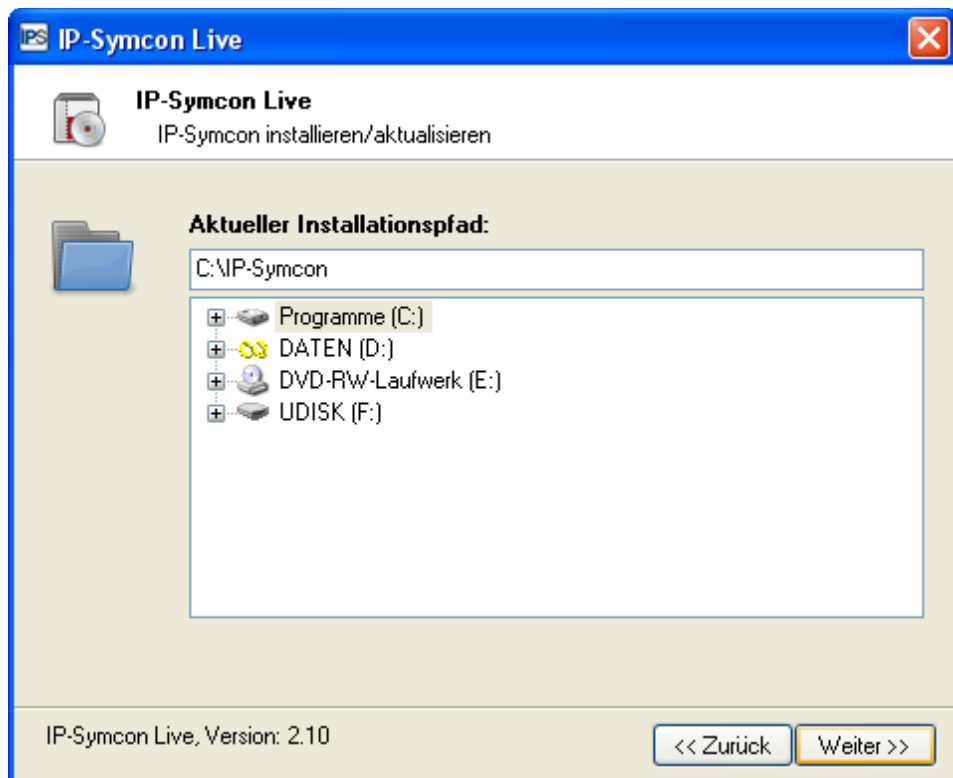 IPS IP-Symcon Live
IP-Symcon Live
IP-Symcon installieren/aktualisieren
Aktueller Installationspfad:
C:\IP-Symcon
Programme (C:)
DATEN (D:)
DVD-RW-Laufwerk (E:)
UDISK (F:)
IP-Symcon Live, Version: 2.10
<< Zurück
Weiter >>